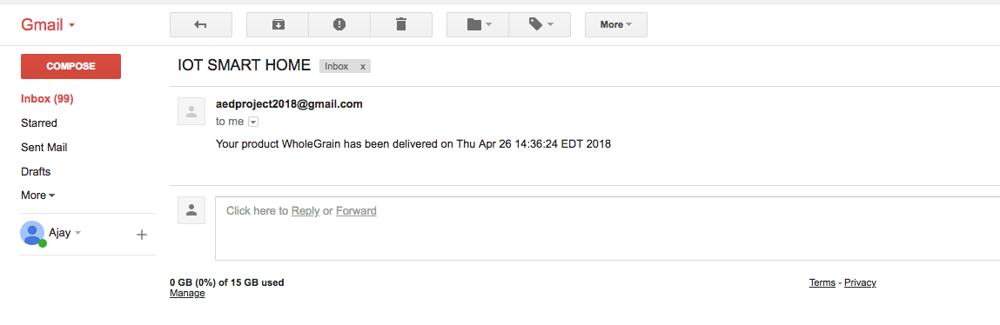 Gmail
More
COMPOSE
IOT SMART HOME Inbox x
Inbox (99)
Starred
Sent Mail
Drafts
More
Ajay
aedproject2018@gmail.com
to me
Your product WholeGrain has been delivered on Thu Apr 26 14:36:24 EDT 2018
Click here to Reply or Forward
0 GB (0%) of 15 GB used
Manage
Terms - Privacy